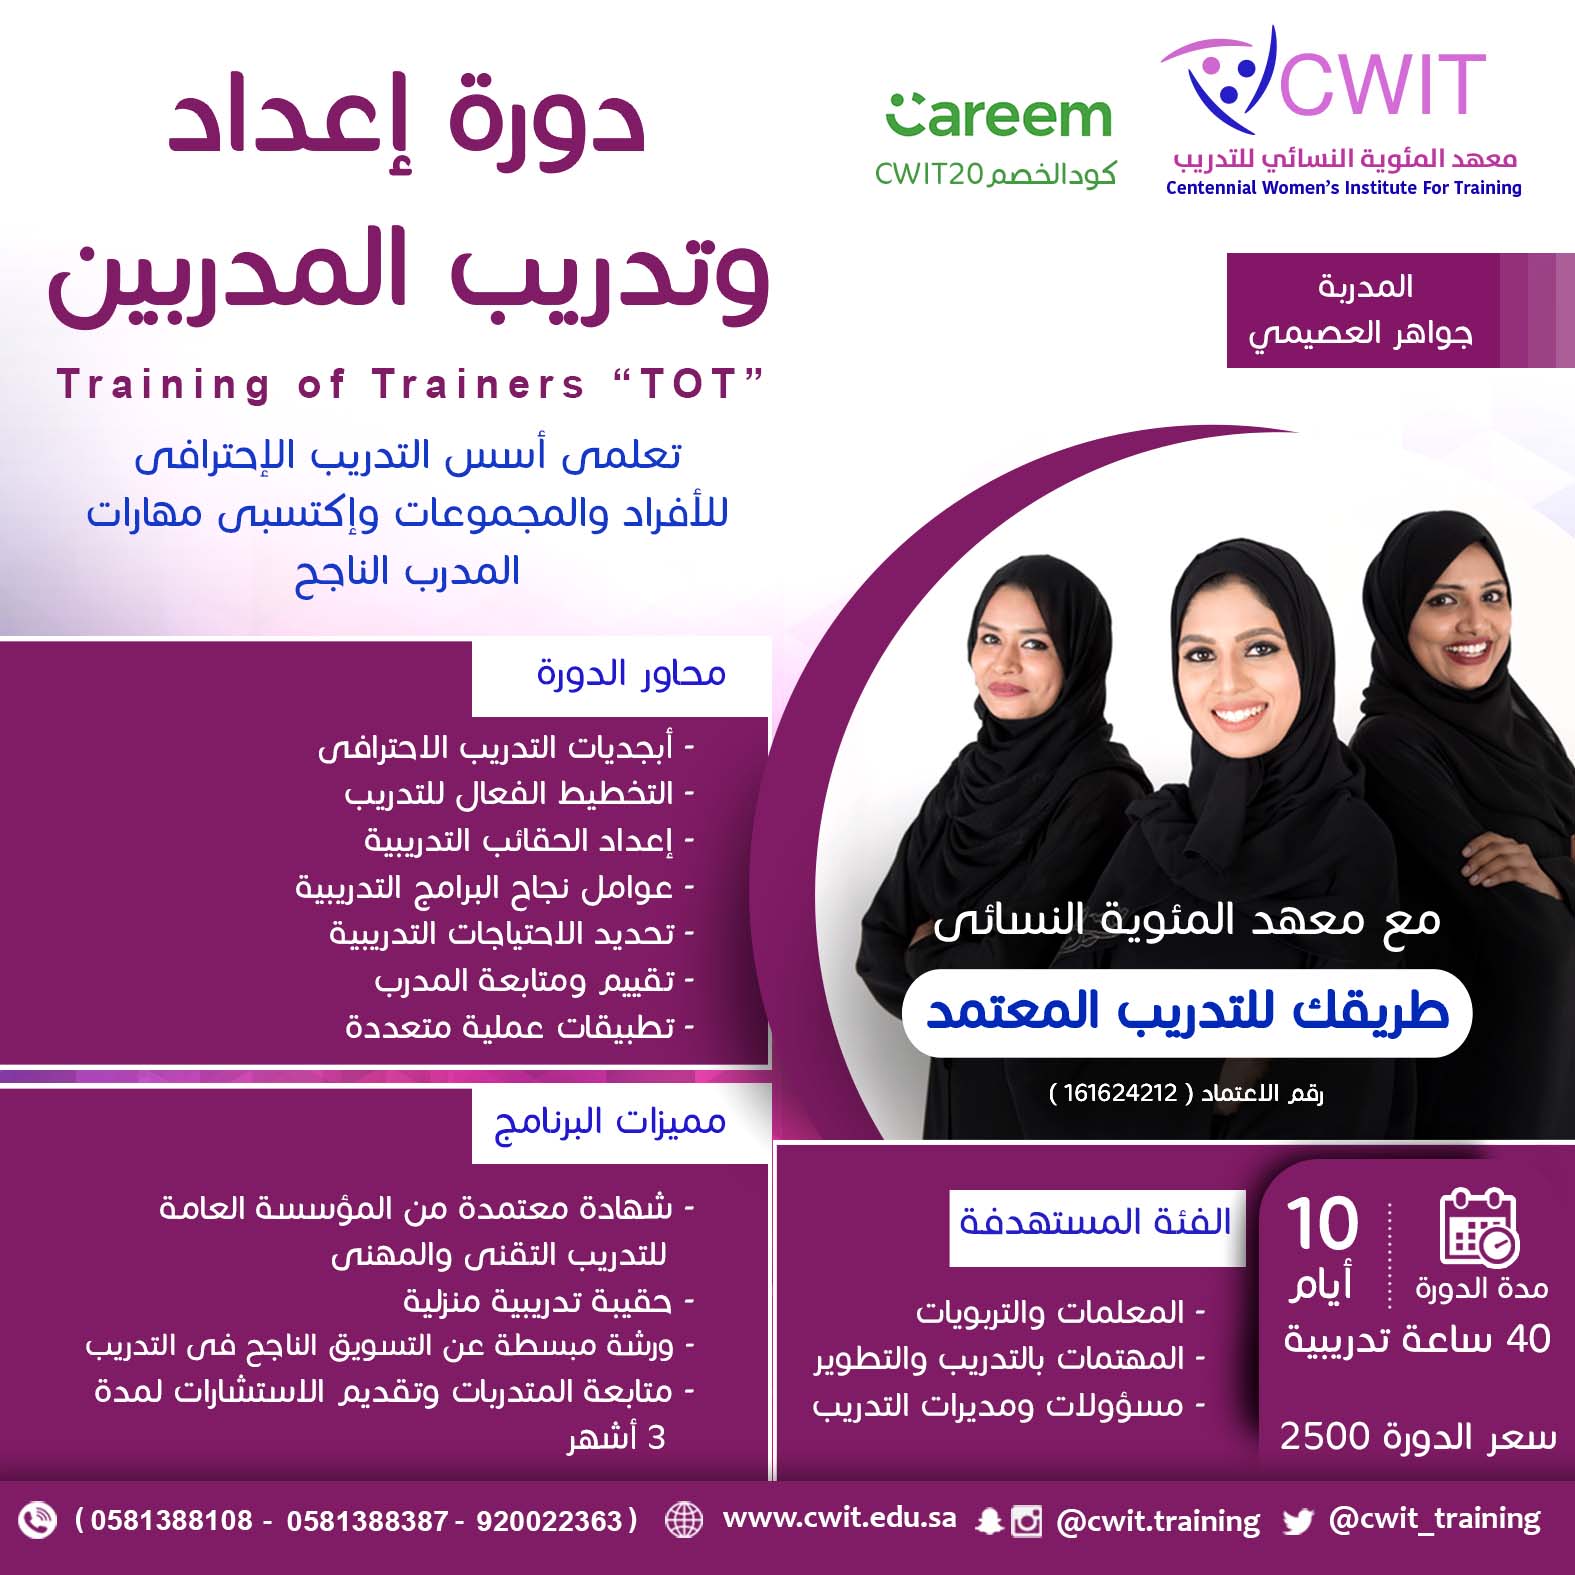 CWIT
معهد المئوية النسائي للتدريب
Centennial Women's Institute For Training
Careem
كود الخصم CWIT20
دورة إعداد
وتدريب المدربين
Training of Trainers “TOT”
تعلمى أسس التدريب الإحترافى
للأفراد والمجموعات وإكتسبى مهارات
المدرب الناجح
المدربة
جواهر العصيمي
محاور الدورة
- أبجديات التدريب الاحترافى
- التخطيط الفعال للتدريب
- إعداد الحقائب التدريبية
- عوامل نجاح البرامج التدريبية
- تحديد الاحتياجات التدريبية
- تقييم ومتابعة المدرب
- تطبيقات عملية متعددة
مع معهد المئوية النسائى
طريقك للتدريب المعتمد
رقم الاعتماد ( 161624212 )
مميزات البرنامج
- شهادة معتمدة من المؤسسة العامة
للتدريب التقنى والمهنى
- حقيبة تدريبية منزلية
- ورشة مبسطة عن التسويق الناجح فى التدريب
- متابعة المتدربات وتقديم الاستشارات لمدة
3 أشهر
الفئة المستهدفة
- المعلمات والتربويات
- المهتمات بالتدريب والتطوير
- مسؤولات ومديرات التدريب
مدة الدورة
10
أيام
40 ساعة تدريبية
سعر الدورة 2500
( 0581388108 - 0581388387 - 920022363 )
www.cwit.edu.sa
@cwit.training
@cwit_training